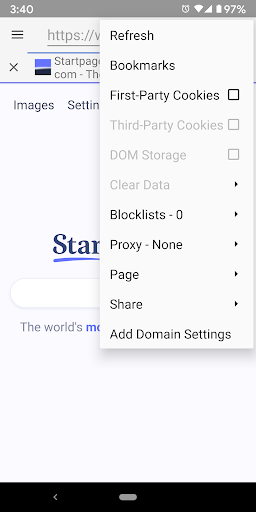 3:40
97%
https://w
Startpag
com - The
Images Settin
Star
The world's mo
Refresh
Bookmarks
First-Party Cookies
Third-Party Cookies
DOM Storage
Clear Data
Blocklists - 0
Proxy - None
Page
Share
Add Domain Settings